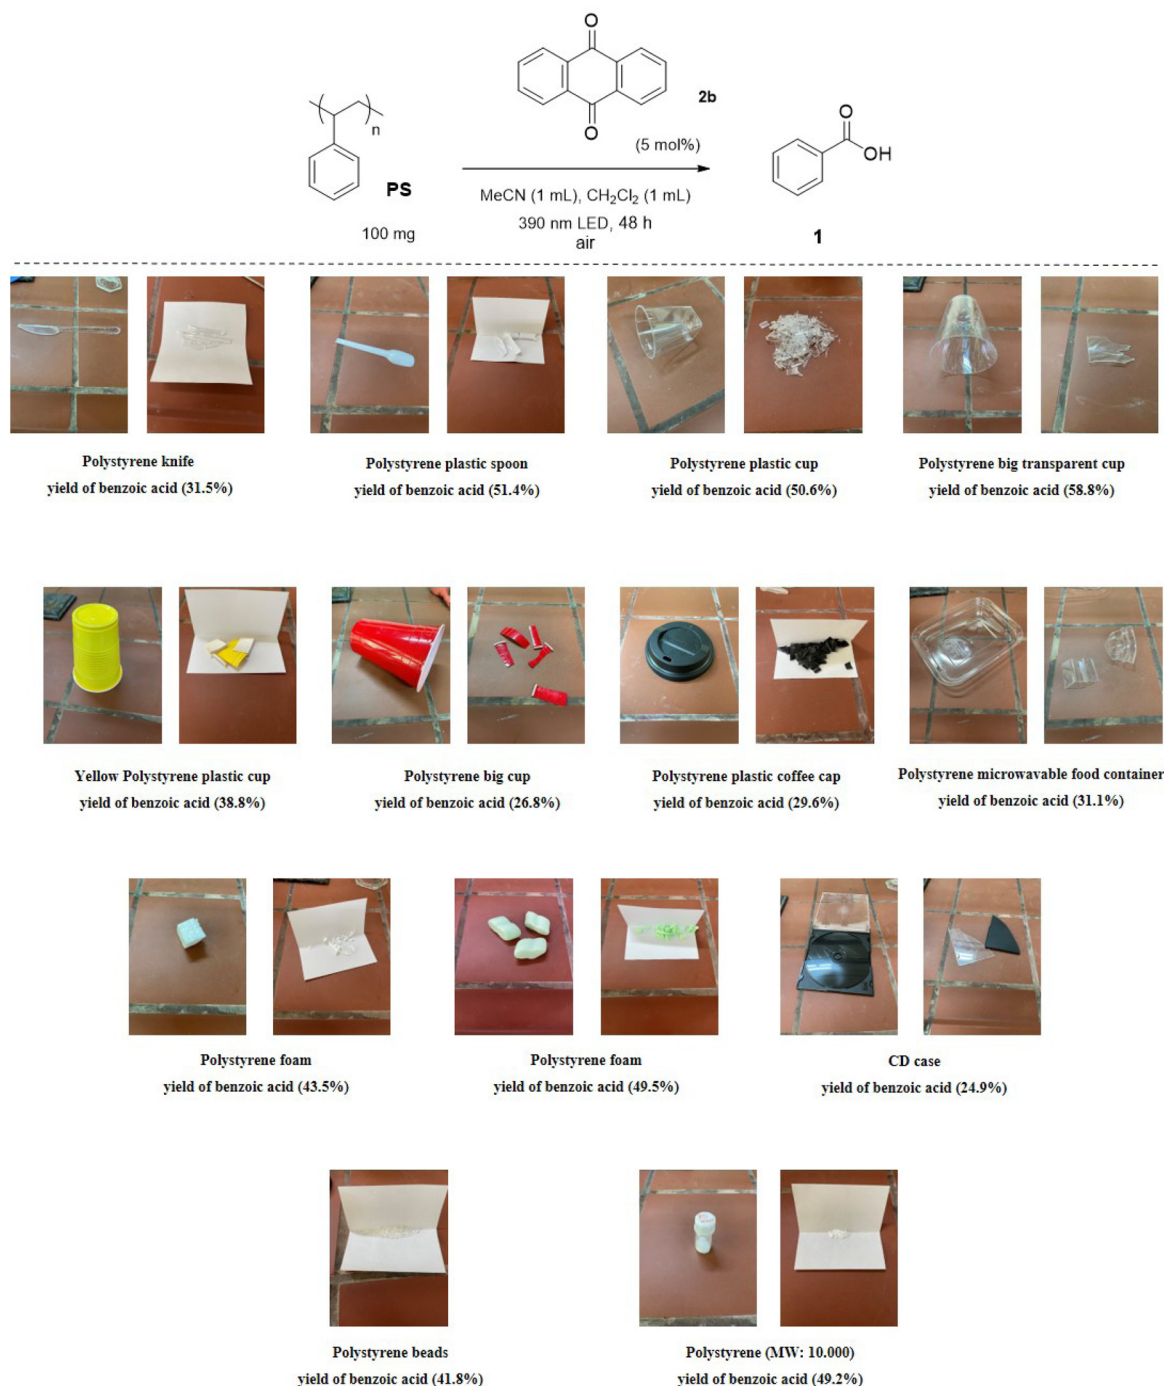 O
O
2b
(5 mol%)
n
PS
100 mg
MeCN (1 mL), CH₂Cl₂ (1 mL)
390 nm LED, 48 h
air
O
OH
1
Polystyrene knife
yield of benzoic acid (31.5%)
Polystyrene plastic spoon
yield of benzoic acid (51.4%)
Polystyrene plastic cup
yield of benzoic acid (50.6%)
Polystyrene big transparent cup
yield of benzoic acid (58.8%)
Yellow Polystyrene plastic cup
yield of benzoic acid (38.8%)
Polystyrene big cup
yield of benzoic acid (26.8%)
Polystyrene plastic coffee cap
yield of benzoic acid (29.6%)
Polystyrene microwavable food container
yield of benzoic acid (31.1%)
Polystyrene foam
yield of benzoic acid (43.5%)
Polystyrene foam
yield of benzoic acid (49.5%)
CD case
yield of benzoic acid (24.9%)
Polystyrene beads
yield of benzoic acid (41.8%)
Polystyrene (MW: 10.000)
yield of benzoic acid (49.2%)